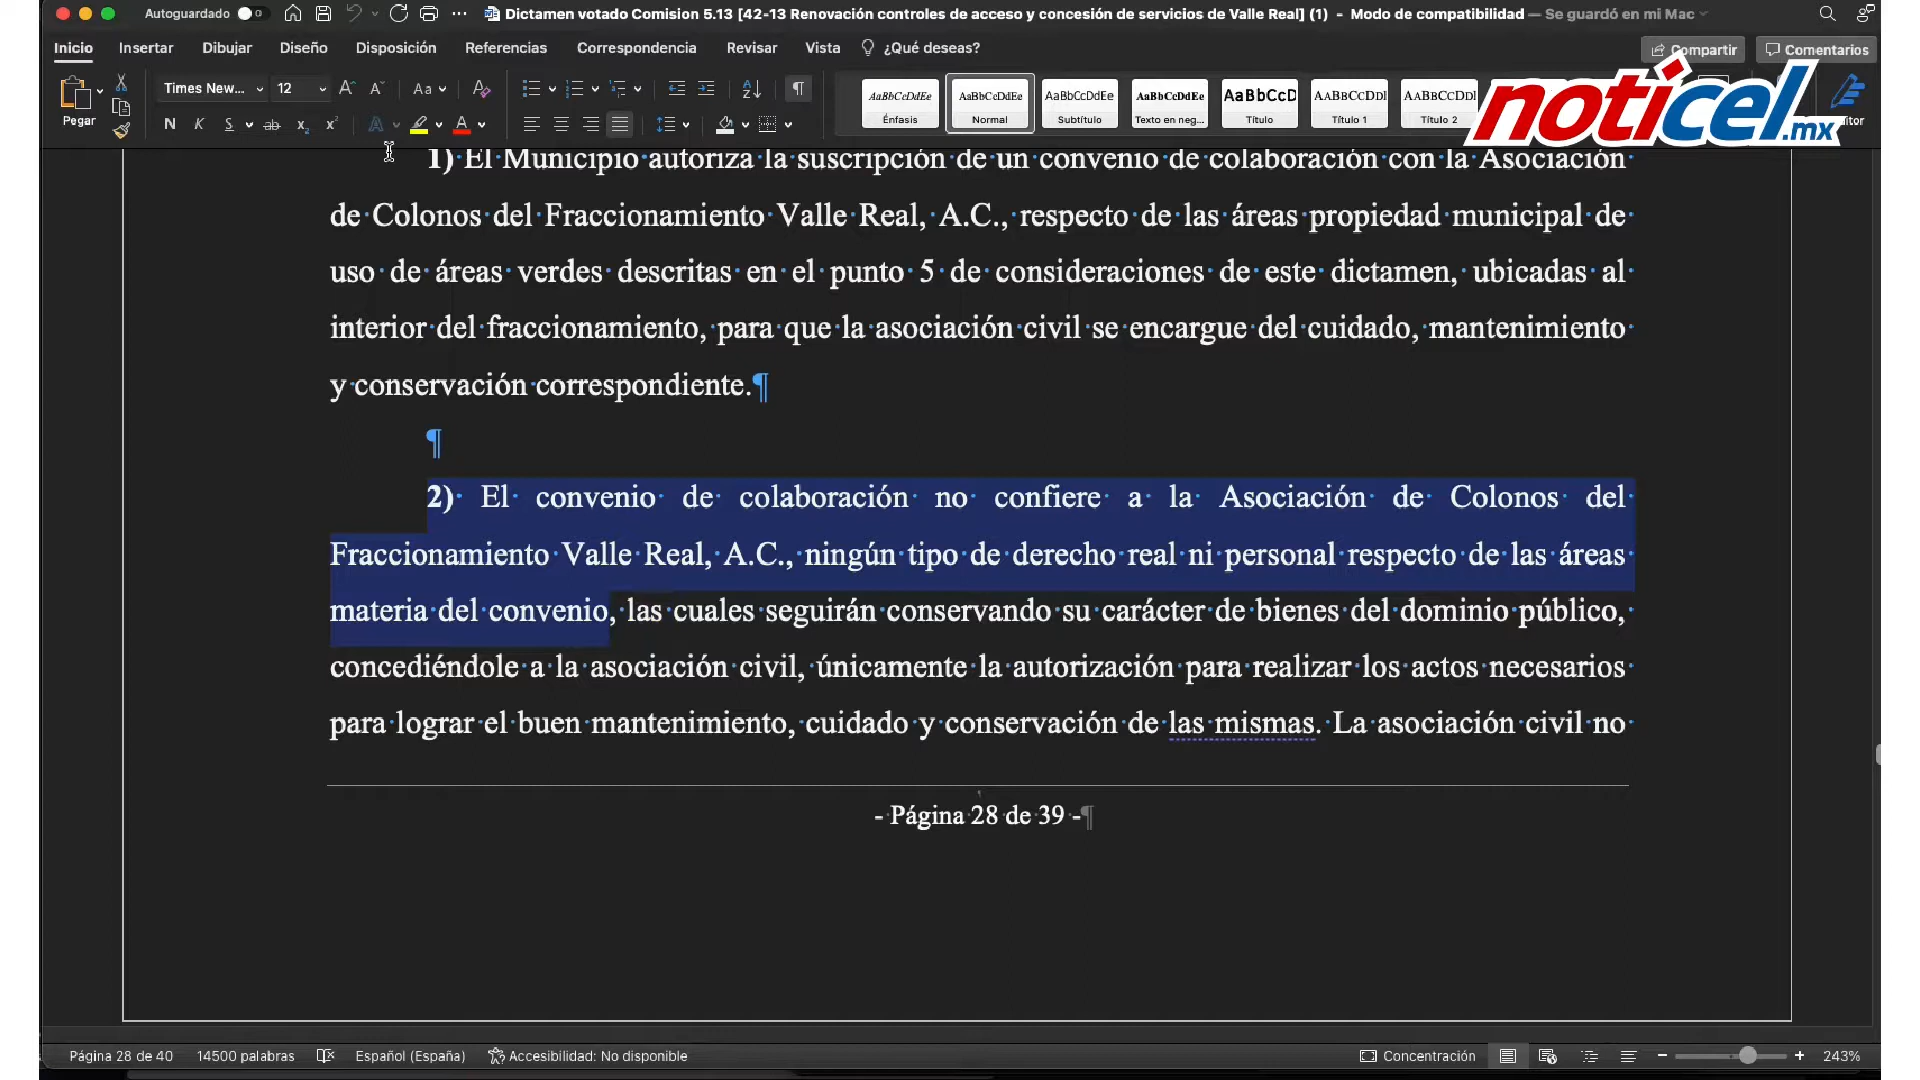 Autoguardado
Dictamen votado Comision 5.13 [42-13 Renovación controles de acceso y concesión de servicios de Valle Real] (1) - Modo de compatibilidad — Se guardó en mi Mac
Inicio Insertar Dibujar Diseño Disposición Referencias Correspondencia Revisar Vista ¿Qué deseas? Compartir Comentarios
noticel.mx
Pegar Times New... 12
AaBbCcDdEe AaBbCcDdEe AaBbCcDdEe AaBbCcDdEe AaBbCcD AaBbCcDdI AaBbCcDdI
Énfasis Normal Subtítulo Texto en neg... Título Título 1 Título 2
1) El Municipio autoriza la suscripción de un convenio de colaboración con la Asociación
de Colonos del Fraccionamiento Valle Real, A.C., respecto de las áreas propiedad municipal de
uso de áreas verdes descritas en el punto 5 de consideraciones de este dictamen, ubicadas al
interior del fraccionamiento, para que la asociación civil se encargue del cuidado, mantenimiento
y conservación correspondiente.¶
¶
2) El convenio de colaboración no confiere a la Asociación de Colonos del
Fraccionamiento Valle Real, A.C., ningún tipo de derecho real ni personal respecto de las áreas
materia del convenio, las cuales seguirán conservando su carácter de bienes del dominio público,
concediéndole a la asociación civil, únicamente la autorización para realizar los actos necesarios
para lograr el buen mantenimiento, cuidado y conservación de las mismas. La asociación civil no
- Página 28 de 39 -¶
Página 28 de 40 14500 palabras Español (España) Accesibilidad: No disponible Concentración 243%